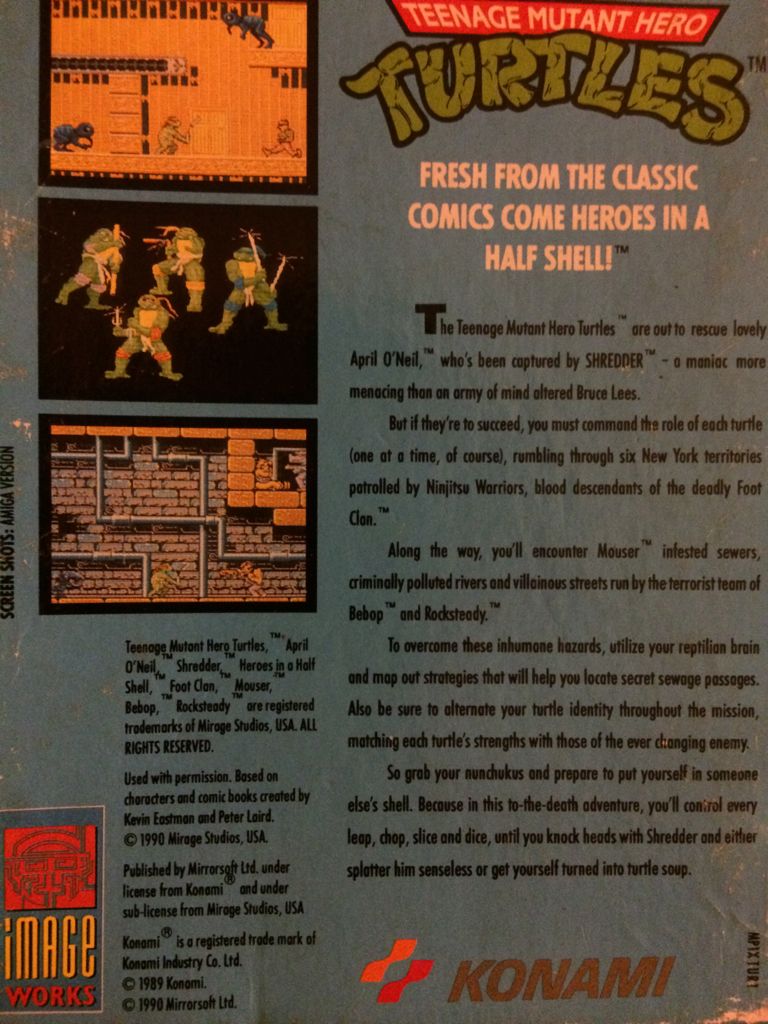 TEENAGE MUTANT HERO
TURTLES™
FRESH FROM THE CLASSIC
COMICS COME HEROES IN A
HALF SHELL!™
The Teenage Mutant Hero Turtles™ are out to rescue lovely
April O'Neil,™ who's been captured by SHREDDER™ - a maniac more
menacing than an army of mind altered Bruce Lees.
But if they're to succeed, you must command the role of each turtle
(one at a time, of course), rumbling through six New York territories
patrolled by Ninjitsu Warriors, blood descendants of the deadly Foot
Clan.™
Along the way, you'll encounter Mouser™ infested sewers,
criminally polluted rivers and villainous streets run by the terrorist team of
Bebop™ and Rocksteady.™
To overcome these inhumane hazards, utilize your reptilian brain
and map out strategies that will help you locate secret sewage passages.
Also be sure to alternate your turtle identity throughout the mission,
matching each turtle's strengths with those of the ever changing enemy.
So grab your nunchukus and prepare to put yourself in someone
else's shell. Because in this to-the-death adventure, you'll control every
leap, chop, slice and dice, until you knock heads with Shredder and either
splatter him senseless or get yourself turned into turtle soup.
SCREEN SHOTS: AMIGA VERSION
Teenage Mutant Hero Turtles,™ April
O'Neil,™ Shredder,™ Heroes in a Half
Shell,™ Foot Clan,™ Mouser,™
Bebop,™ Rocksteady™ are registered
trademarks of Mirage Studios, USA. ALL
RIGHTS RESERVED.
Used with permission. Based on
characters and comic books created by
Kevin Eastman and Peter Laird.
© 1990 Mirage Studios, USA.
Published by Mirrorsoft Ltd. under
license from Konami® and under
sub-license from Mirage Studios, USA
Konami® is a registered trade mark of
Konami Industry Co. Ltd.
© 1989 Konami.
© 1990 Mirrorsoft Ltd.
IMAGE
WORKS
KONAMI
MPIXTUR1